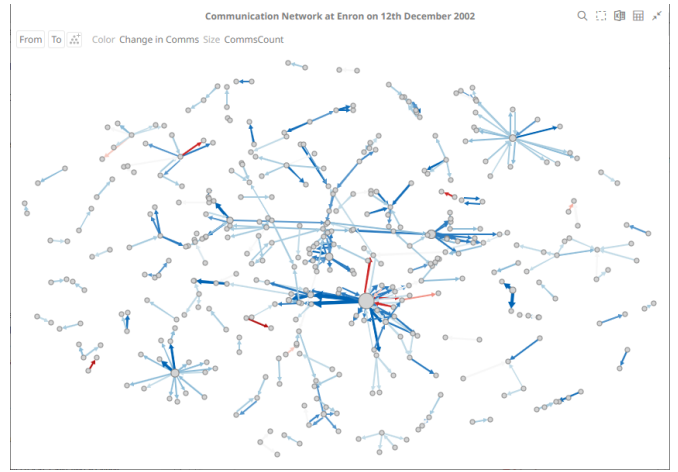 Communication Network at Enron on 12th December 2002
From To Color Change in Comms Size CommsCount